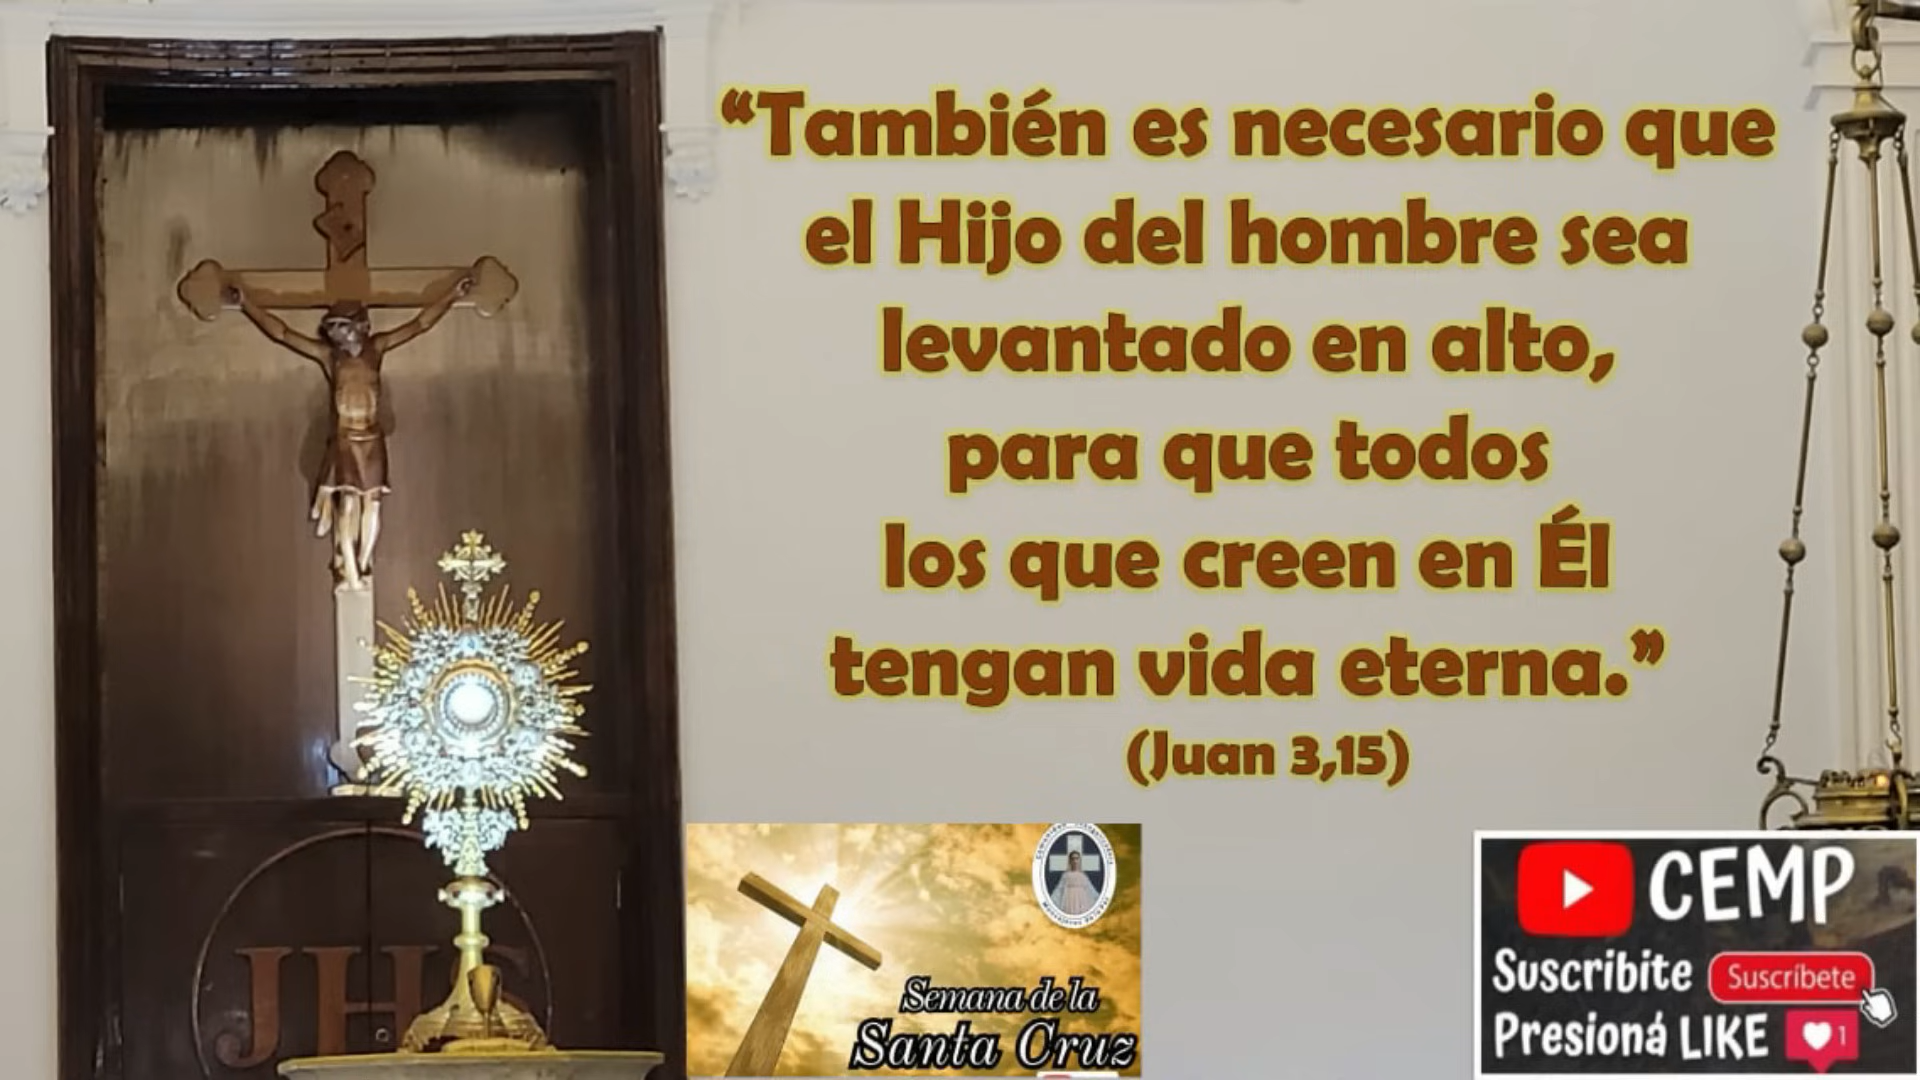 “También es necesario que
el Hijo del hombre sea
levantado en alto,
para que todos
los que creen en Él
tengan vida eterna.”
(Juan 3,15)
JHS
Semana de la
Santa Cruz
CEMP
Suscribite Suscríbete
Presioná LIKE 1